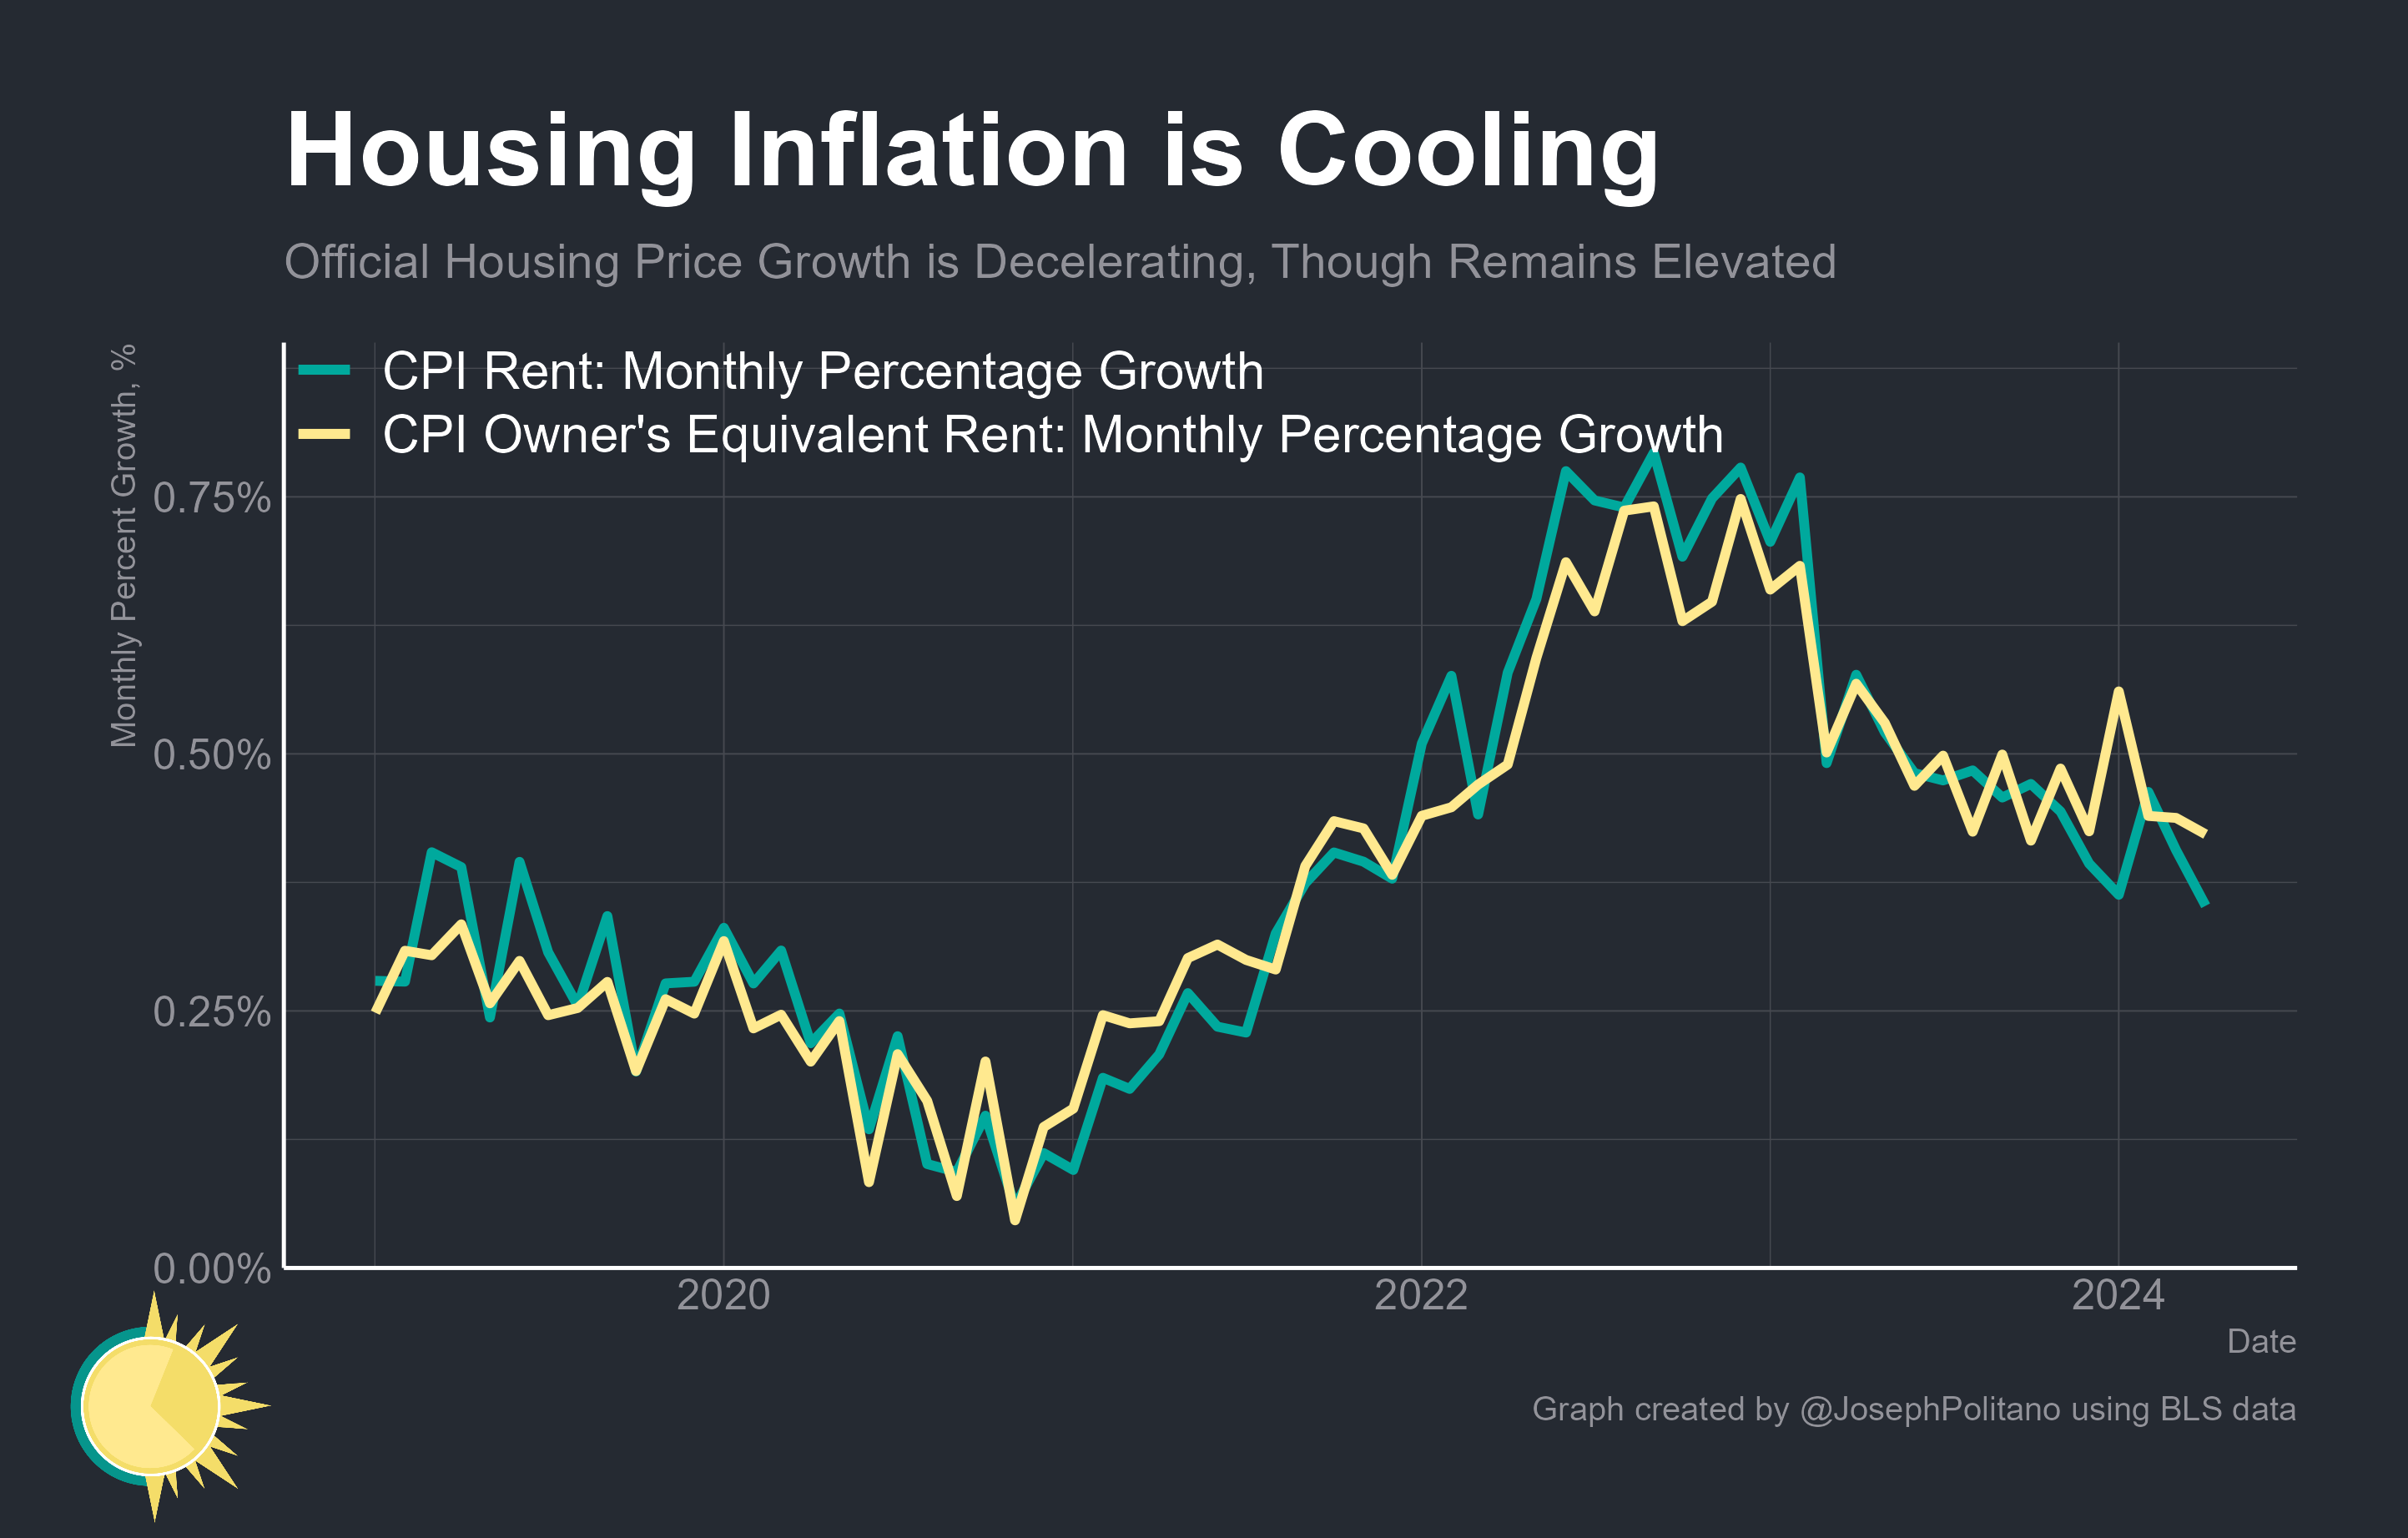 Housing Inflation is Cooling
Official Housing Price Growth is Decelerating, Though Remains Elevated
Monthly Percent Growth, %
CPI Rent: Monthly Percentage Growth
CPI Owner's Equivalent Rent: Monthly Percentage Growth
0.75%
0.50%
0.25%
0.00%
2020
2022
2024
Date
Graph created by @JosephPolitano using BLS data